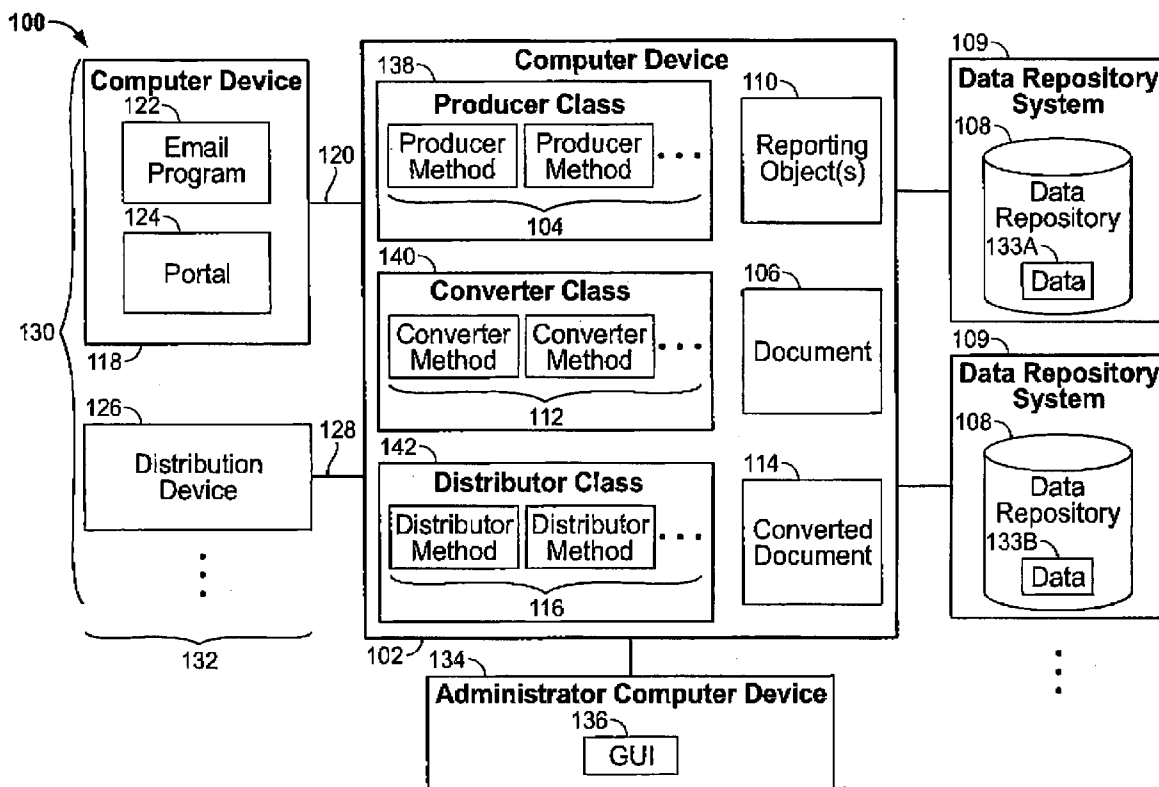 100
Computer Device
122
Email
Program
124
Portal
118
130
126
Distribution
Device
132
120
128
Computer Device
138
Producer Class
Producer
Method
Producer
Method
104
110
Reporting
Object(s)
140
Converter Class
Converter
Method
Converter
Method
112
106
Document
142
Distributor Class
Distributor
Method
Distributor
Method
116
114
Converted
Document
102
109
Data Repository
System
108
Data
Repository
133A
Data
109
Data Repository
System
108
Data
Repository
133B
Data
134
Administrator Computer Device
136
GUI